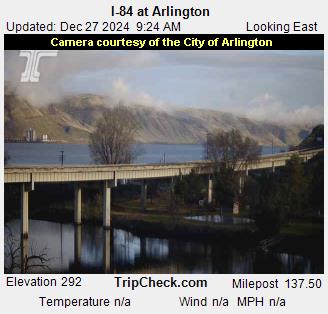 I-84 at Arlington
Updated: Dec 27 2024 9:24 AM Looking East
Camera courtesy of the City of Arlington
Elevation 292 TripCheck.com Milepost 137.50
Temperature n/a Wind n/a MPH n/a